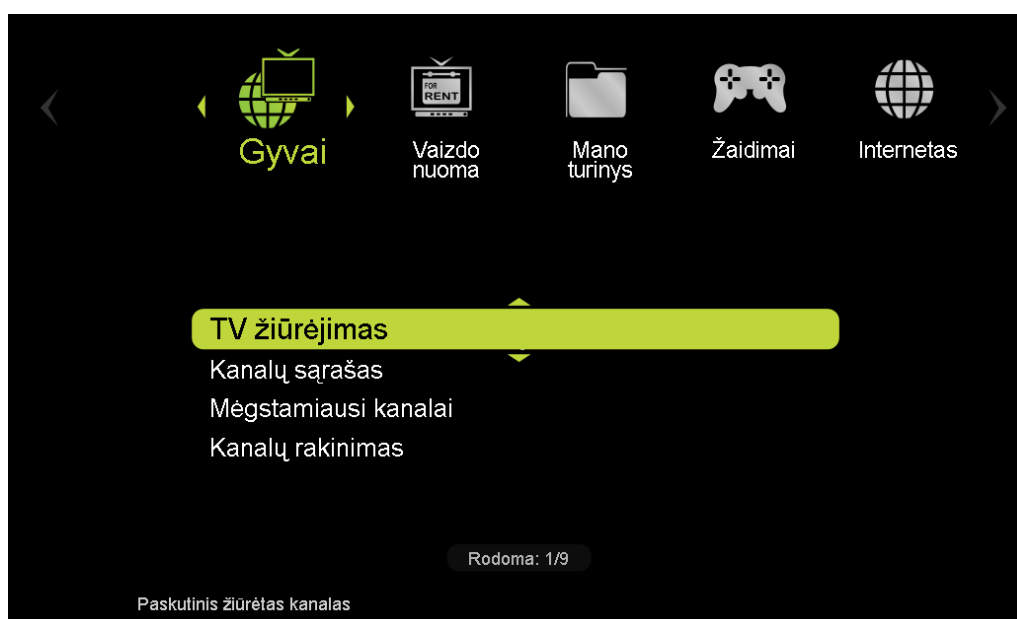 FOR
RENT
Gyvai
Vaizdo
nuoma
Mano
turinys
Žaidimai
Internetas
TV žiūrėjimas
Kanalų sąrašas
Mėgstamiausi kanalai
Kanalų rakinimas
Rodoma: 1/9
Paskutinis žiūrėtas kanalas